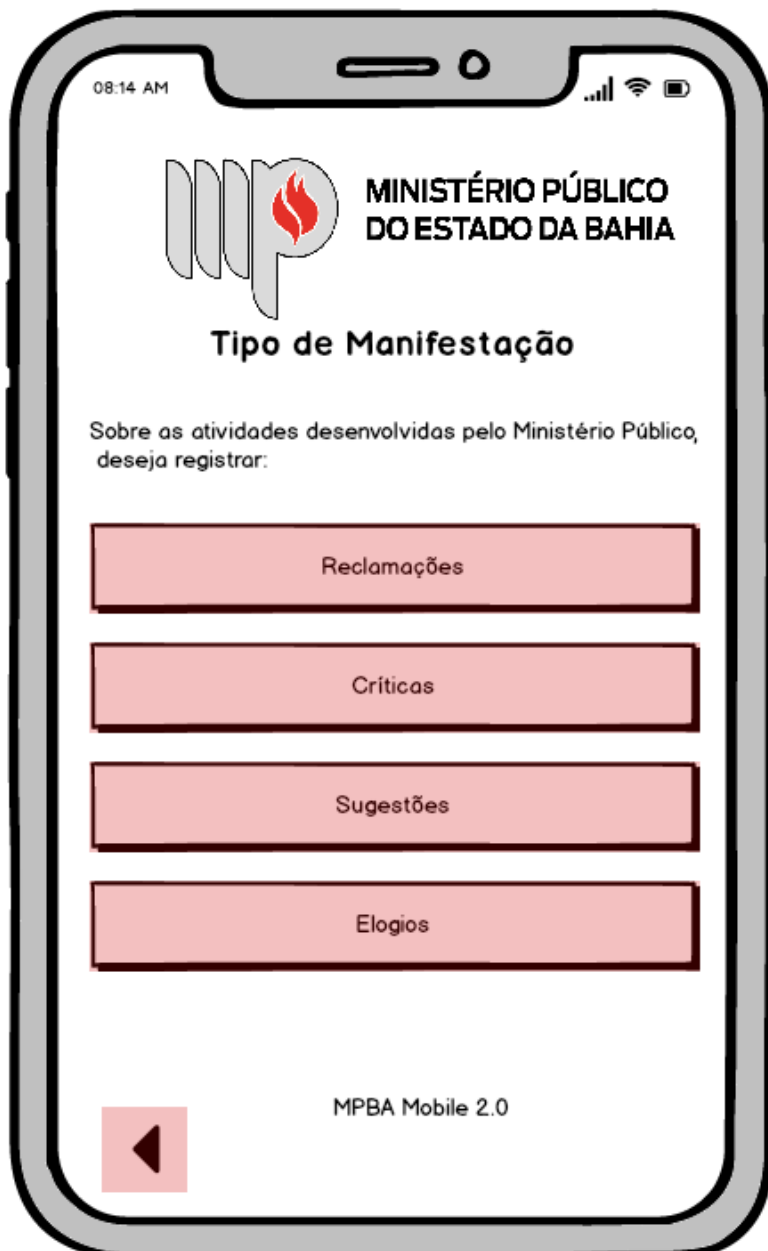 08:14 AM
MINISTÉRIO PÚBLICO
DO ESTADO DA BAHIA
Tipo de Manifestação
Sobre as atividades desenvolvidas pelo Ministério Público,
deseja registrar:
Reclamações
Críticas
Sugestões
Elogios
MPBA Mobile 2.0